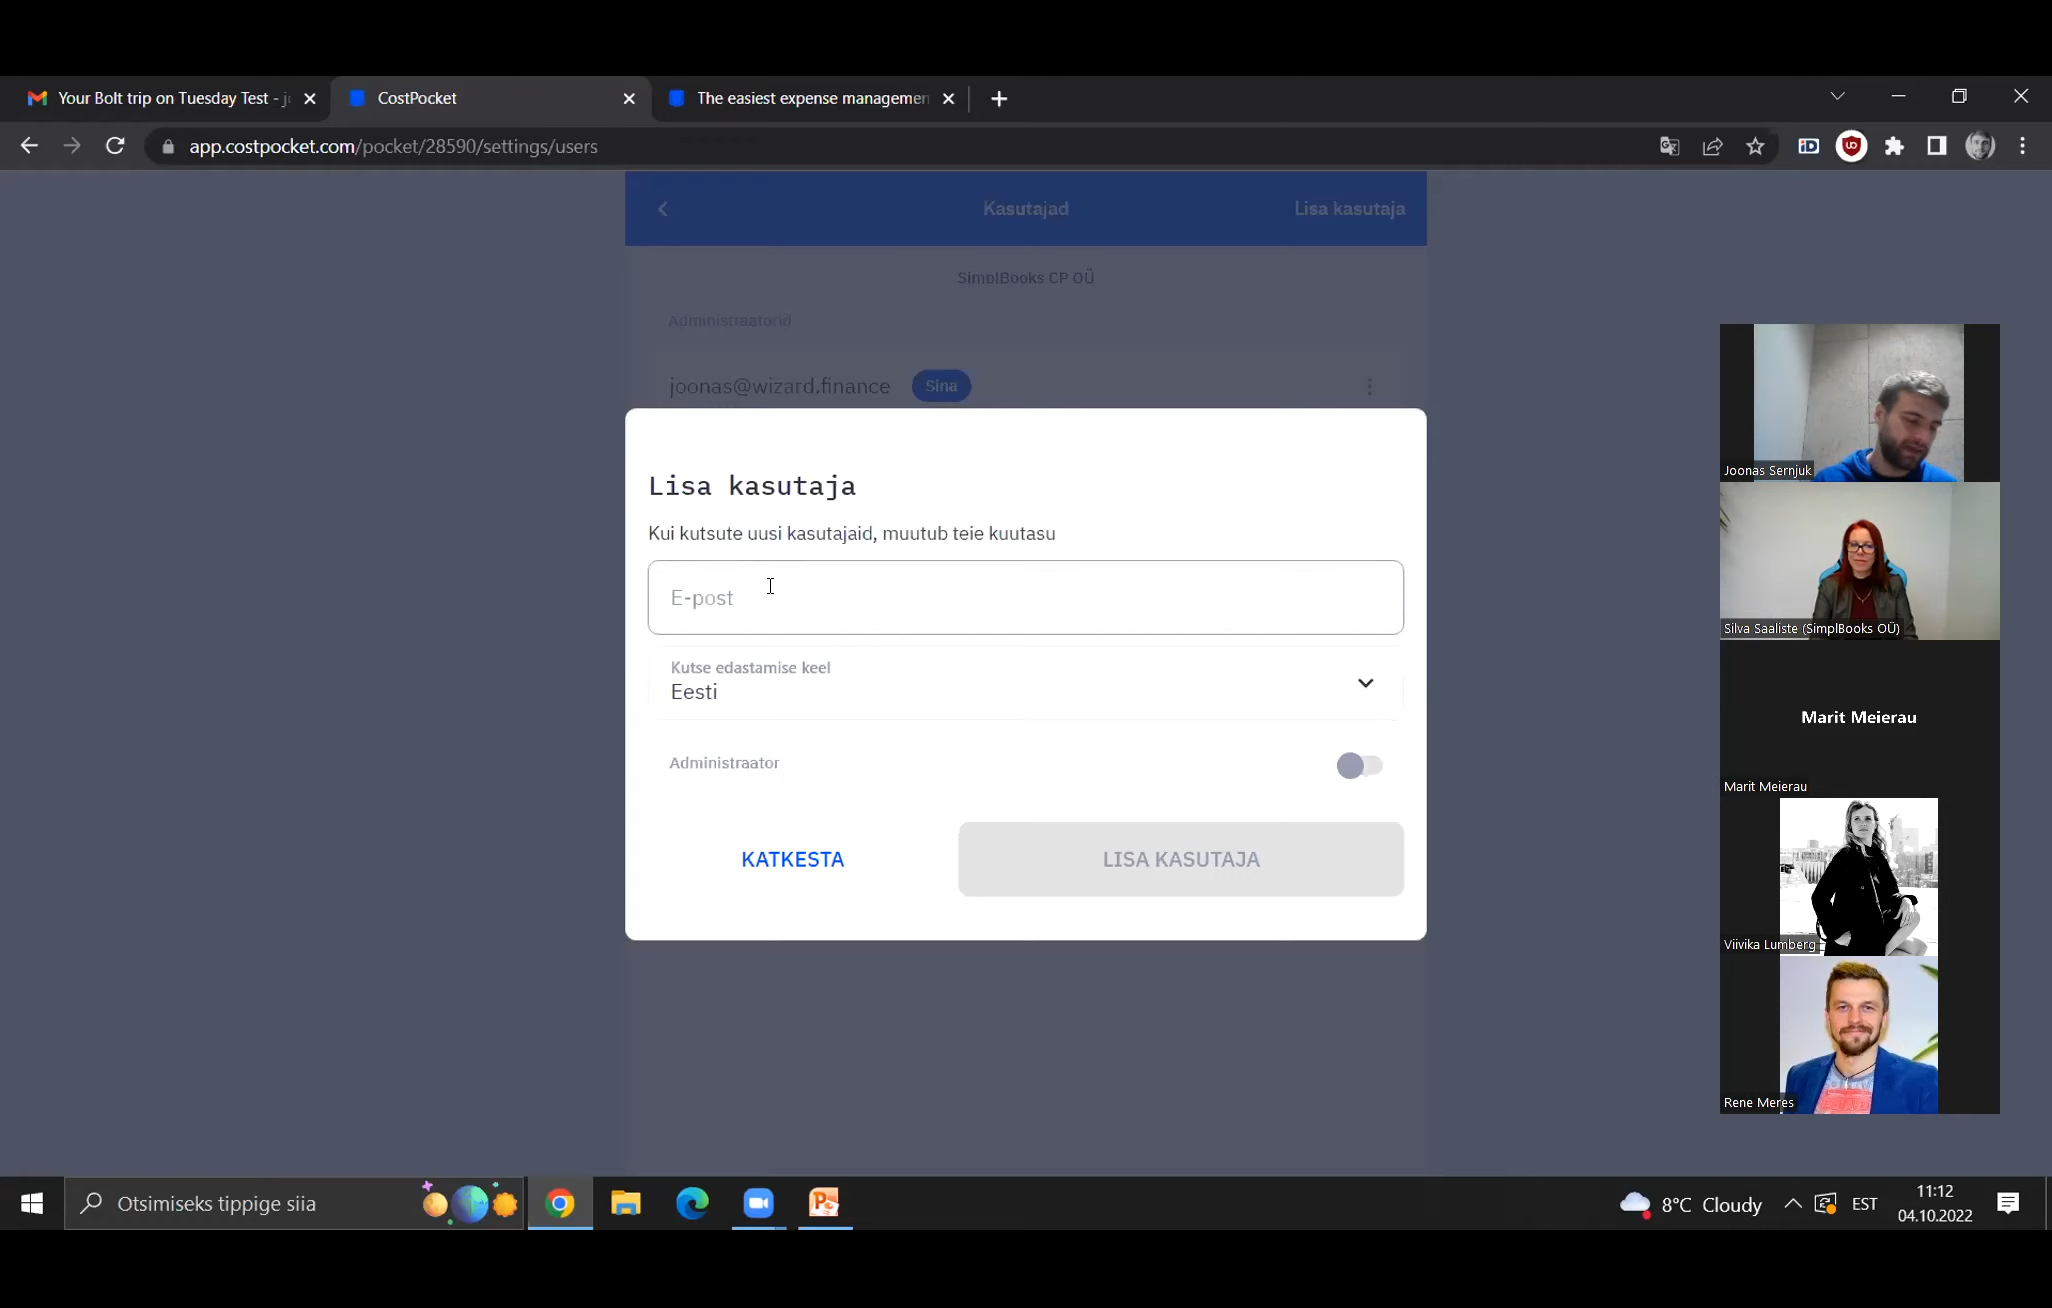 Your Bolt trip on Tuesday Test - j
CostPocket
The easiest expense managemen
app.costpocket.com/pocket/28590/settings/users
Kasutajad
Lisa kasutaja
SimplBooks CP OÜ
Administraatorid
joonas@wizard.finance
Sina
Lisa kasutaja
Kui kutsute uusi kasutajaid, muutub teie kuutasu
E-post
Kutse edastamise keel
Eesti
Administraator
KATKESTA
LISA KASUTAJA
Joonas Sernjuk
Silva Saaliste (SimplBooks OÜ)
Marit Meierau
Marit Meierau
Viivika Lumberg
Rene Meres
Otsimiseks tippige siia
8°C Cloudy
EST
11:12
04.10.2022